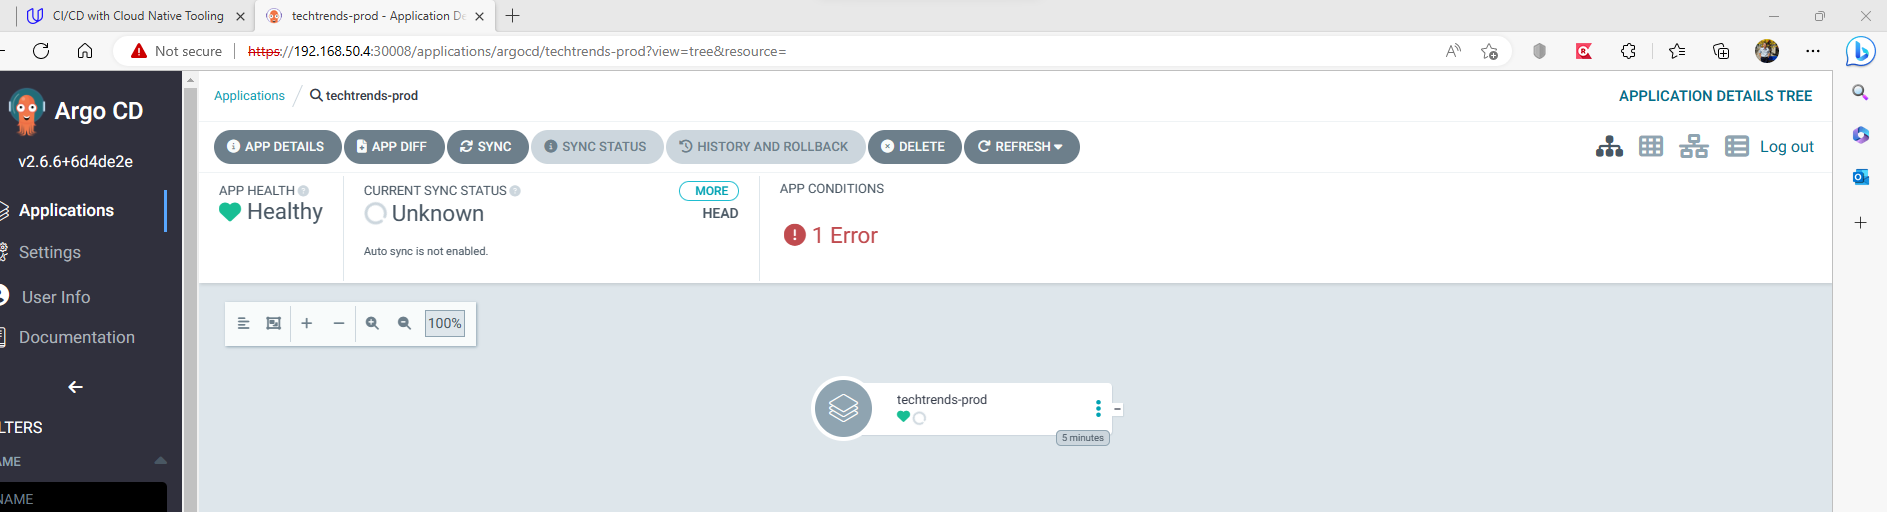 CI/CD with Cloud Native Tooling
techtrends-prod - Application De
Not secure
https://192.168.50.4:30008/applications/argocd/techtrends-prod?view=tree&resource=
Argo CD
v2.6.6+6d4de2e
Applications
Settings
User Info
Documentation
LTERS
AME
NAME
Applications / techtrends-prod
APPLICATION DETAILS TREE
APP DETAILS
APP DIFF
SYNC
SYNC STATUS
HISTORY AND ROLLBACK
DELETE
REFRESH
Log out
APP HEALTH
Healthy
CURRENT SYNC STATUS
MORE
Unknown
HEAD
Auto sync is not enabled.
APP CONDITIONS
1 Error
100%
techtrends-prod
5 minutes